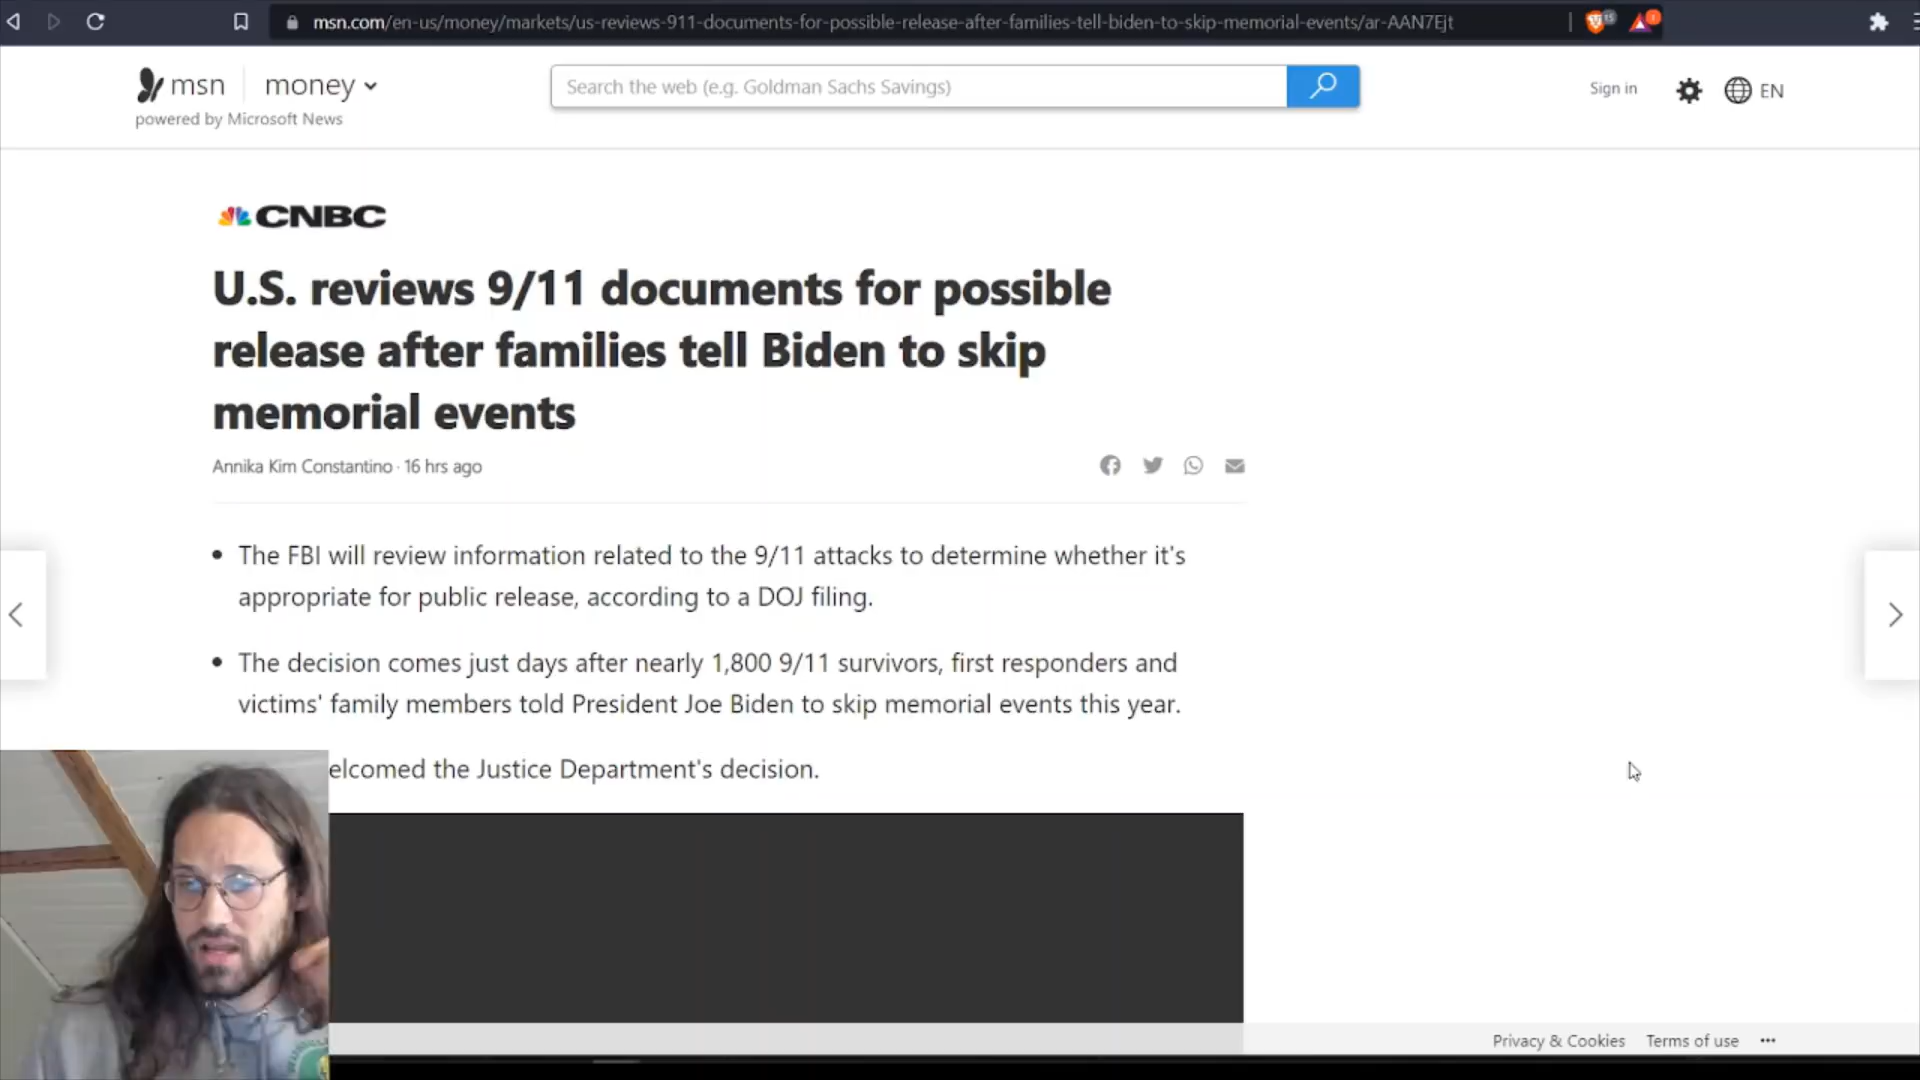 msn.com/en-us/money/markets/us-reviews-911-documents-for-possible-release-after-families-tell-biden-to-skip-memorial-events/ar-AAN7Ejt
msn money
Search the web (e.g. Goldman Sachs Savings)
Sign in
EN
powered by Microsoft News
CNBC
U.S. reviews 9/11 documents for possible
release after families tell Biden to skip
memorial events
Annika Kim Constantino · 16 hrs ago
• The FBI will review information related to the 9/11 attacks to determine whether it's
appropriate for public release, according to a DOJ filing.
• The decision comes just days after nearly 1,800 9/11 survivors, first responders and
victims' family members told President Joe Biden to skip memorial events this year.
elcomed the Justice Department's decision.
Privacy & Cookies Terms of use ...